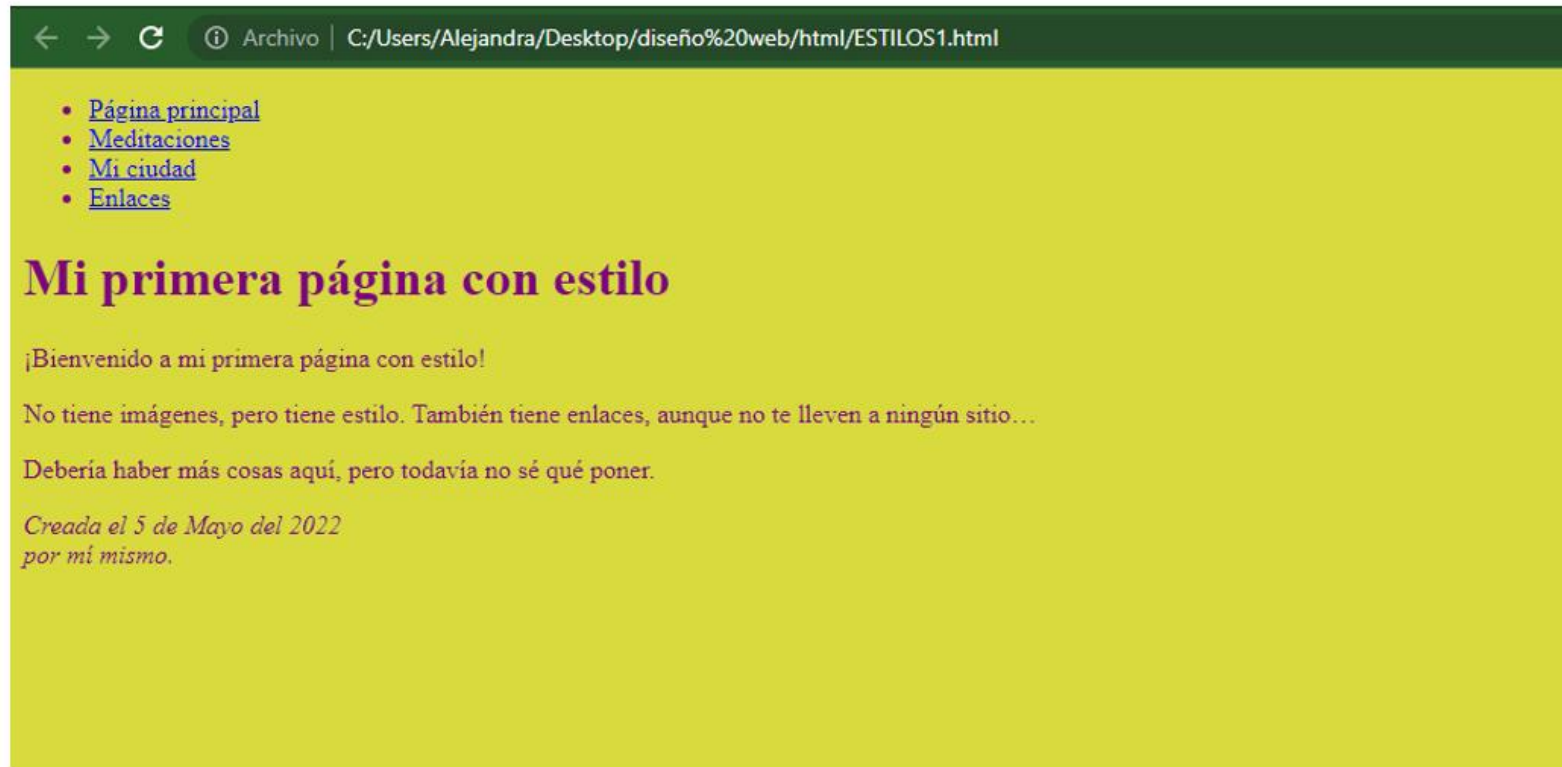 Archivo | C:/Users/Alejandra/Desktop/diseño%20web/html/ESTILOS1.html
Página principal
Meditaciones
Mi ciudad
Enlaces
Mi primera página con estilo
¡Bienvenido a mi primera página con estilo!
No tiene imágenes, pero tiene estilo. También tiene enlaces, aunque no te lleven a ningún sitio…
Debería haber más cosas aquí, pero todavía no sé qué poner.
Creada el 5 de Mayo del 2022
por mí mismo.